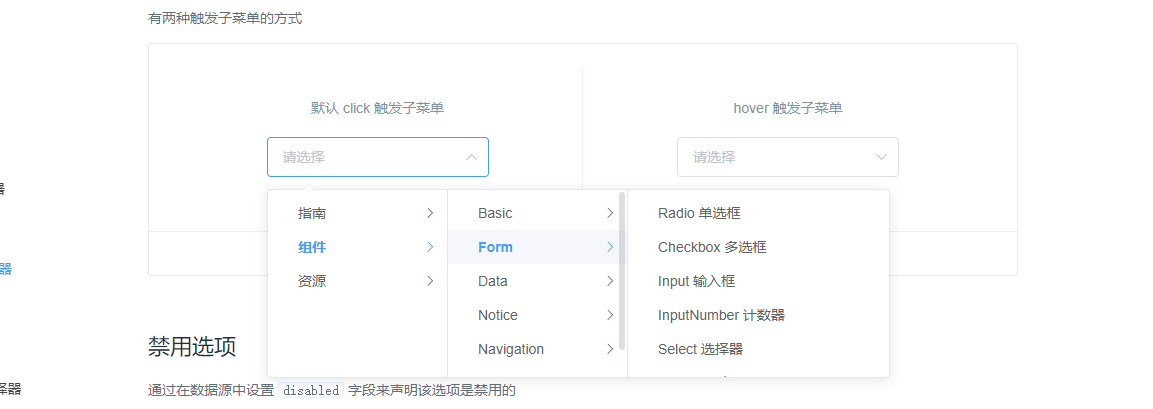 有两种触发子菜单的方式
默认 click 触发子菜单
hover 触发子菜单
请选择
请选择
器
指南
组件
资源
Basic
Form
Data
Notice
Navigation
Radio 单选框
Checkbox 多选框
Input 输入框
InputNumber 计数器
Select 选择器
器
禁用选项
择器
通过在数据源中设置 disabled 字段来声明该选项是禁用的